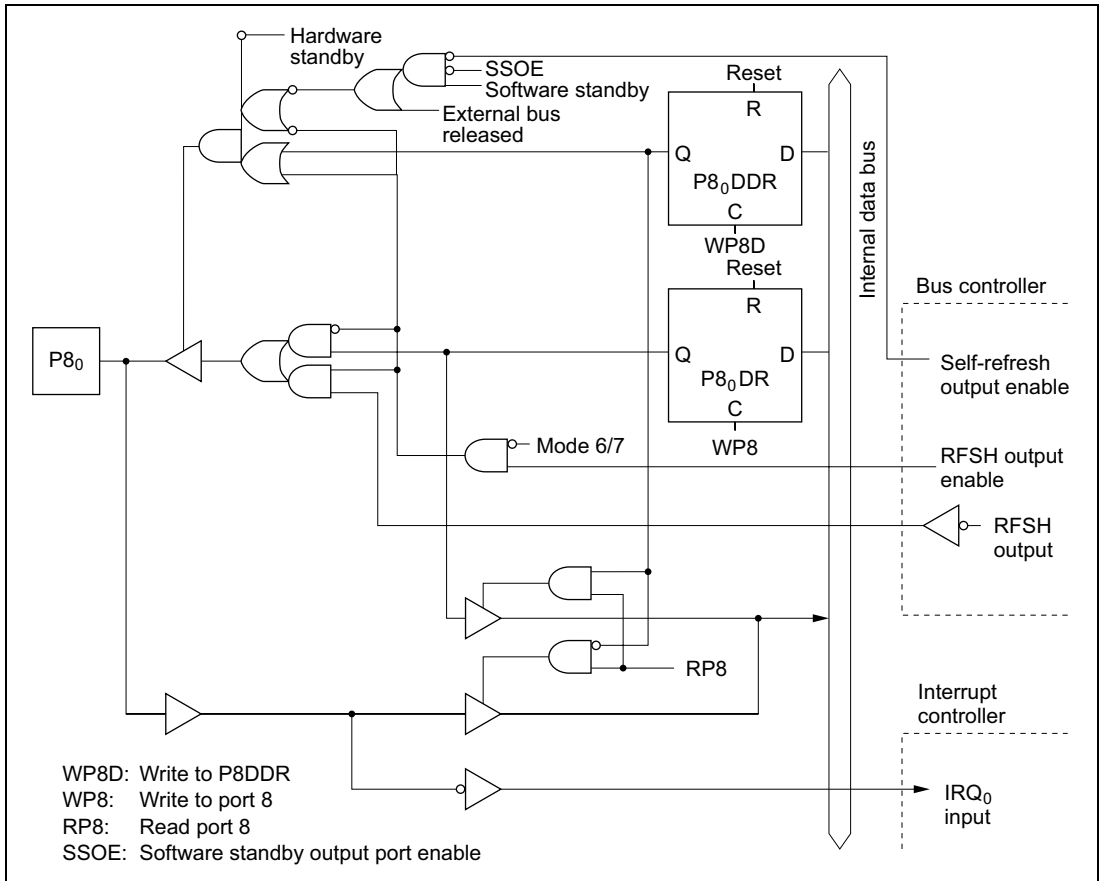 Hardware
standby
SSOE
Software standby
External bus
released
Reset
R
Q D
P8₀DDR
C
WP8D
Reset
R
Q D
P8₀DR
C
WP8
Internal data bus
Bus controller
Self-refresh
output enable
P8₀
Mode 6/7
RFSH output
enable
RFSH
output
RP8
Interrupt
controller
IRQ₀
input
WP8D: Write to P8DDR
WP8: Write to port 8
RP8: Read port 8
SSOE: Software standby output port enable